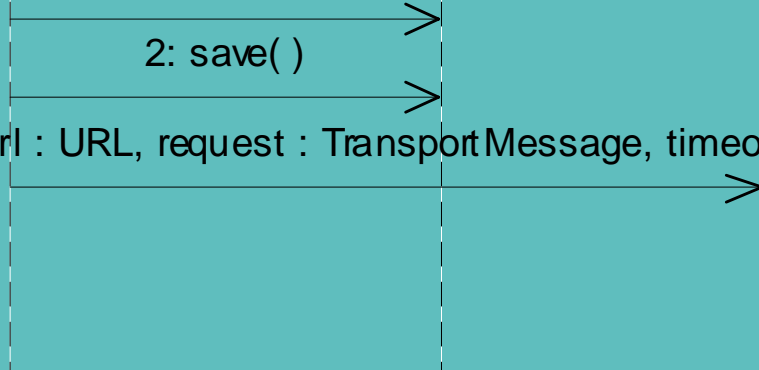 2: save( )
rl : URL, request : TransportMessage, timeo